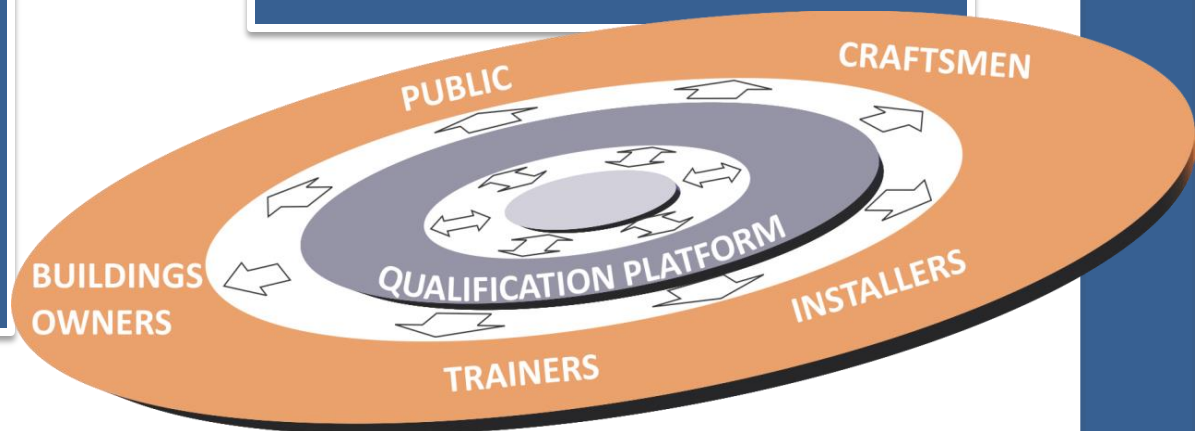 PUBLIC
CRAFTSMEN
QUALIFICATION PLATFORM
BUILDINGS
OWNERS
INSTALLERS
TRAINERS